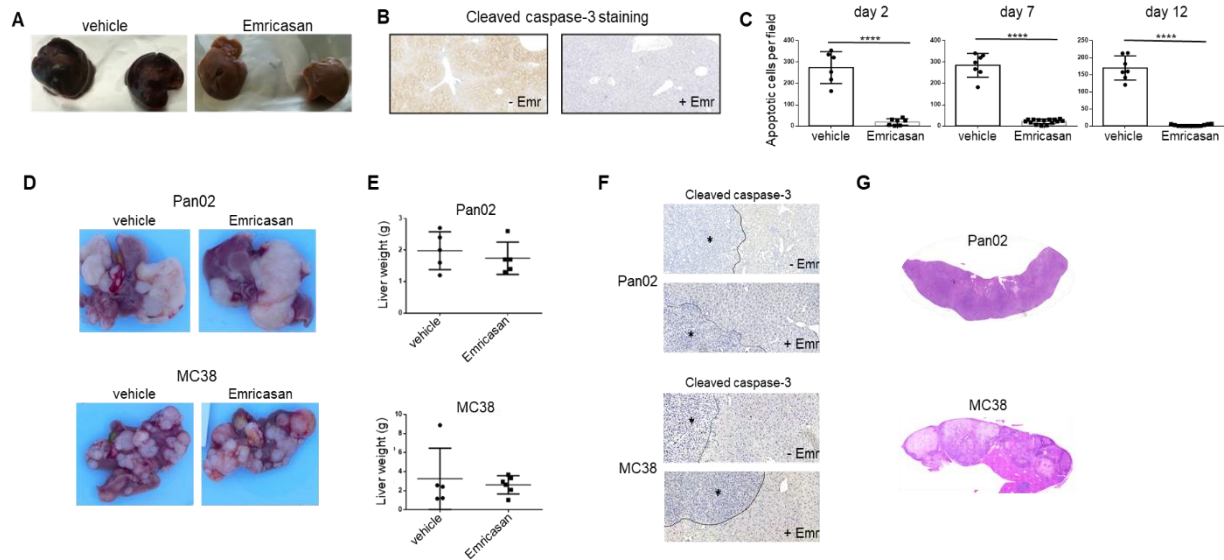 A
vehicle
Emricasan
B
Cleaved caspase-3 staining
- Emr
+ Emr
C
day 2
day 7
day 12
Apoptotic cells per field
400
300
200
100
0
****
vehicle
Emricasan
400
300
200
100
0
****
vehicle
Emricasan
250
200
150
100
50
0
****
vehicle
Emricasan
D
Pan02
vehicle
Emricasan
MC38
vehicle
Emricasan
E
Pan02
Liver weight (g)
3
2
1
0
vehicle
Emricasan
MC38
Liver weight (g)
10
8
6
4
2
0
vehicle
Emricasan
F
Cleaved caspase-3
*
- Emr
Pan02
*
+ Emr
Cleaved caspase-3
*
- Emr
MC38
*
+ Emr
G
Pan02
MC38